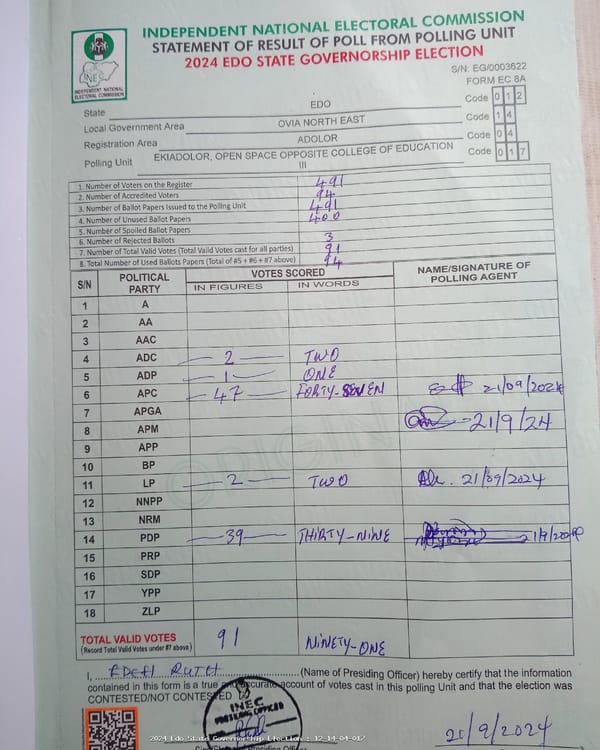 INDEPENDENT NATIONAL ELECTORAL COMMISSION
STATEMENT OF RESULT OF POLL FROM POLLING UNIT
2024 EDO STATE GOVERNORSHIP ELECTION
INEC
INDEPENDENT NATIONAL
ELECTORAL COMMISSION
S/N: EG/0003622
FORM EC 8A
State EDO Code 0 1 2
Local Government Area OVIA NORTH EAST Code 1 4
Registration Area ADOLOR Code 0 4
Polling Unit EKIADOLOR, OPEN SPACE OPPOSITE COLLEGE OF EDUCATION III Code 0 1 7
1. Number of Voters on the Register 491
2. Number of Accredited Voters 94
3. Number of Ballot Papers Issued to the Polling Unit 491
4. Number of Unused Ballot Papers 400
5. Number of Spoiled Ballot Papers
6. Number of Rejected Ballots 3
7. Number of Total Valid Votes (Total Valid Votes cast for all parties) 91
8. Total Number of Used Ballots Papers (Total of #5 + #6 + #7 above) 94
S/N POLITICAL PARTY VOTES SCORED NAME/SIGNATURE OF POLLING AGENT
IN FIGURES IN WORDS
1 A
2 AA
3 AAC
4 ADC 2 TWO
5 ADP 1 ONE
6 APC 47 FORTY-SEVEN 21/09/2024
7 APGA
8 APM 21/9/24
9 APP
10 BP
11 LP 2 TWO 21/09/2024
12 NNPP
13 NRM
14 PDP 39 THIRTY-NINE
15 PRP
16 SDP
17 YPP
18 ZLP
TOTAL VALID VOTES 91 NINETY-ONE
(Record Total Valid Votes under #7 above)
I, EDEHI RUTH (Name of Presiding Officer) hereby certify that the information
contained in this form is a true and accurate account of votes cast in this polling Unit and that the election was
CONTESTED/NOT CONTESTED
INEC
21/9/2024
2024 Edo State Governorship Election : 12-14-04-017